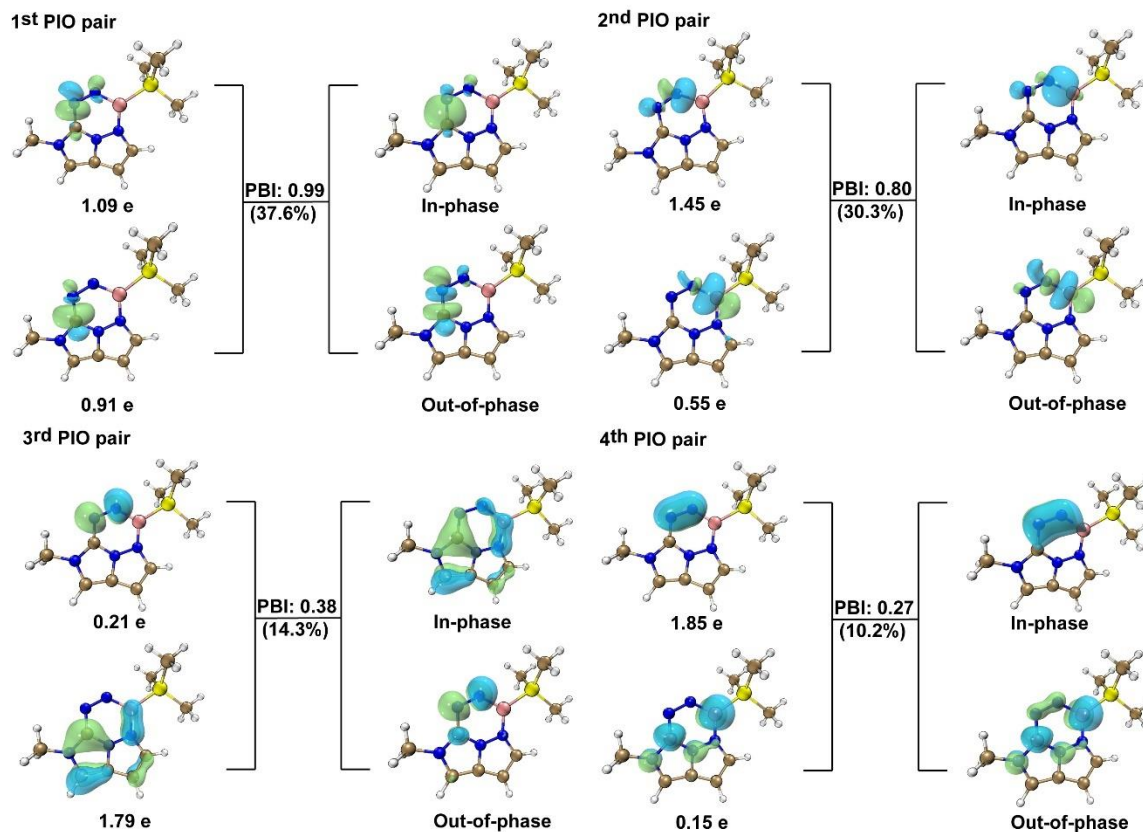 1st PIO pair
1.09 e
0.91 e
PBI: 0.99
(37.6%)
In-phase
Out-of-phase
2nd PIO pair
1.45 e
0.55 e
PBI: 0.80
(30.3%)
In-phase
Out-of-phase
3rd PIO pair
0.21 e
1.79 e
PBI: 0.38
(14.3%)
In-phase
Out-of-phase
4th PIO pair
1.85 e
0.15 e
PBI: 0.27
(10.2%)
In-phase
Out-of-phase